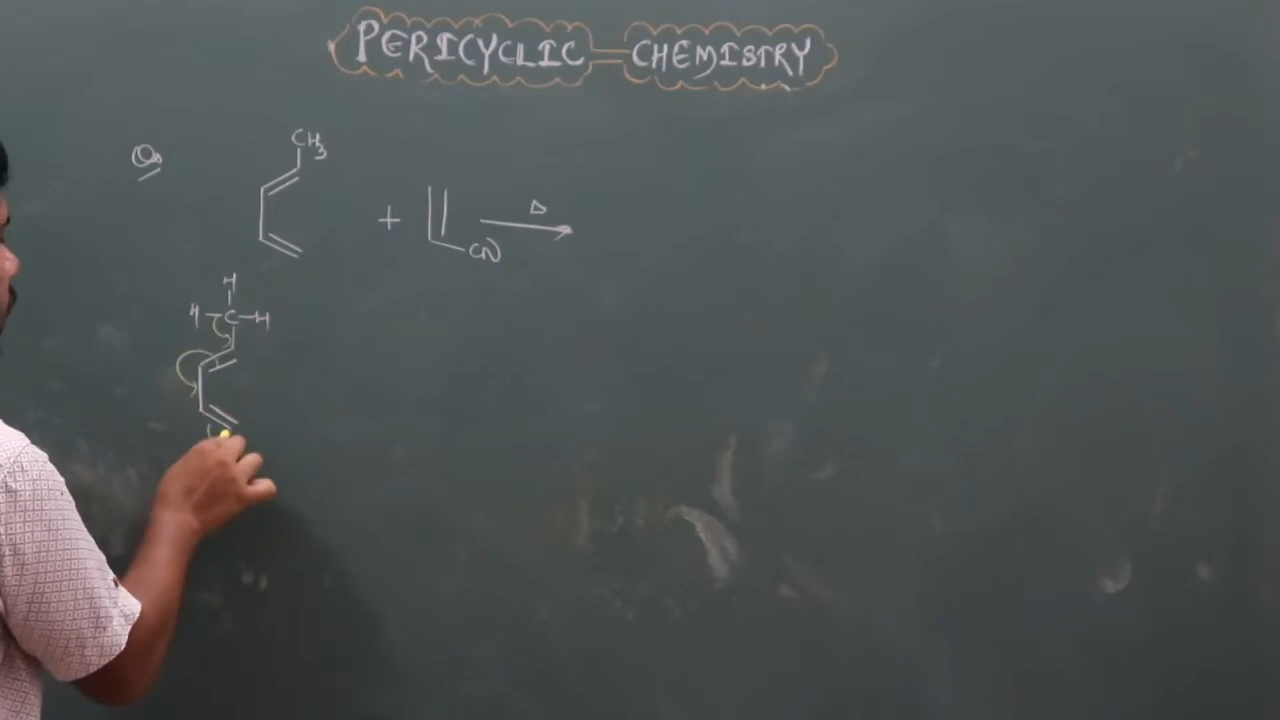 PERICYCLIC — CHEMISTRY
Q
CH3
+ CN Δ
H
H C H